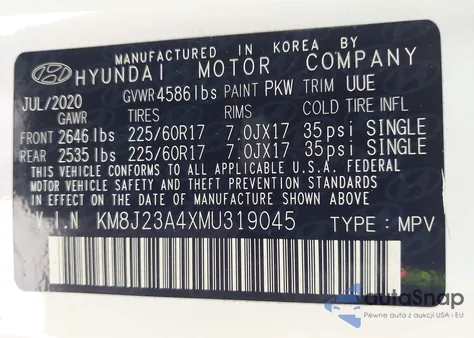 MANUFACTURED IN KOREA BY
HYUNDAI MOTOR COMPANY
JUL/2020 GVWR 4586 lbs PAINT PKW TRIM UUE
GAWR TIRES RIMS COLD TIRE INFL
FRONT 2646 lbs 225/60R17 7.0JX17 35psi SINGLE
REAR 2535 lbs 225/60R17 7.0JX17 35psi SINGLE
THIS VEHICLE CONFORMS TO ALL APPLICABLE U.S.A. FEDERAL
MOTOR VEHICLE SAFETY, BUMPER, AND THEFT PREVENTION STANDARDS
IN EFFECT ON THE DATE OF MANUFACTURE SHOWN ABOVE.
V.I.N KM8J23A4XMU319045 TYPE : MPV
autaSnap
Pewne auta z USA i EU